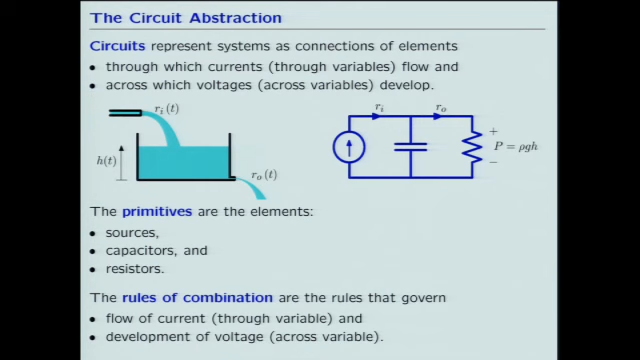 The Circuit Abstraction
Circuits represent systems as connections of elements
• through which currents (through variables) flow and
• across which voltages (across variables) develop.
r_i(t)
h(t)
r_o(t)
r_i
r_o
+
P = ρgh
−
The primitives are the elements:
• sources,
• capacitors, and
• resistors.
The rules of combination are the rules that govern
• flow of current (through variable) and
• development of voltage (across variable).